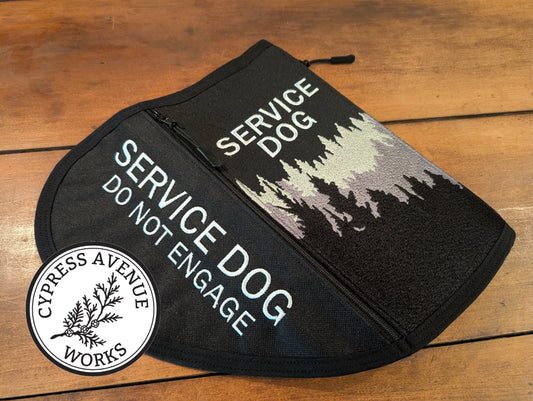 SERVICE
DOG
SERVICE DOG
DO NOT ENGAGE
CYPRESS AVENUE
WORKS